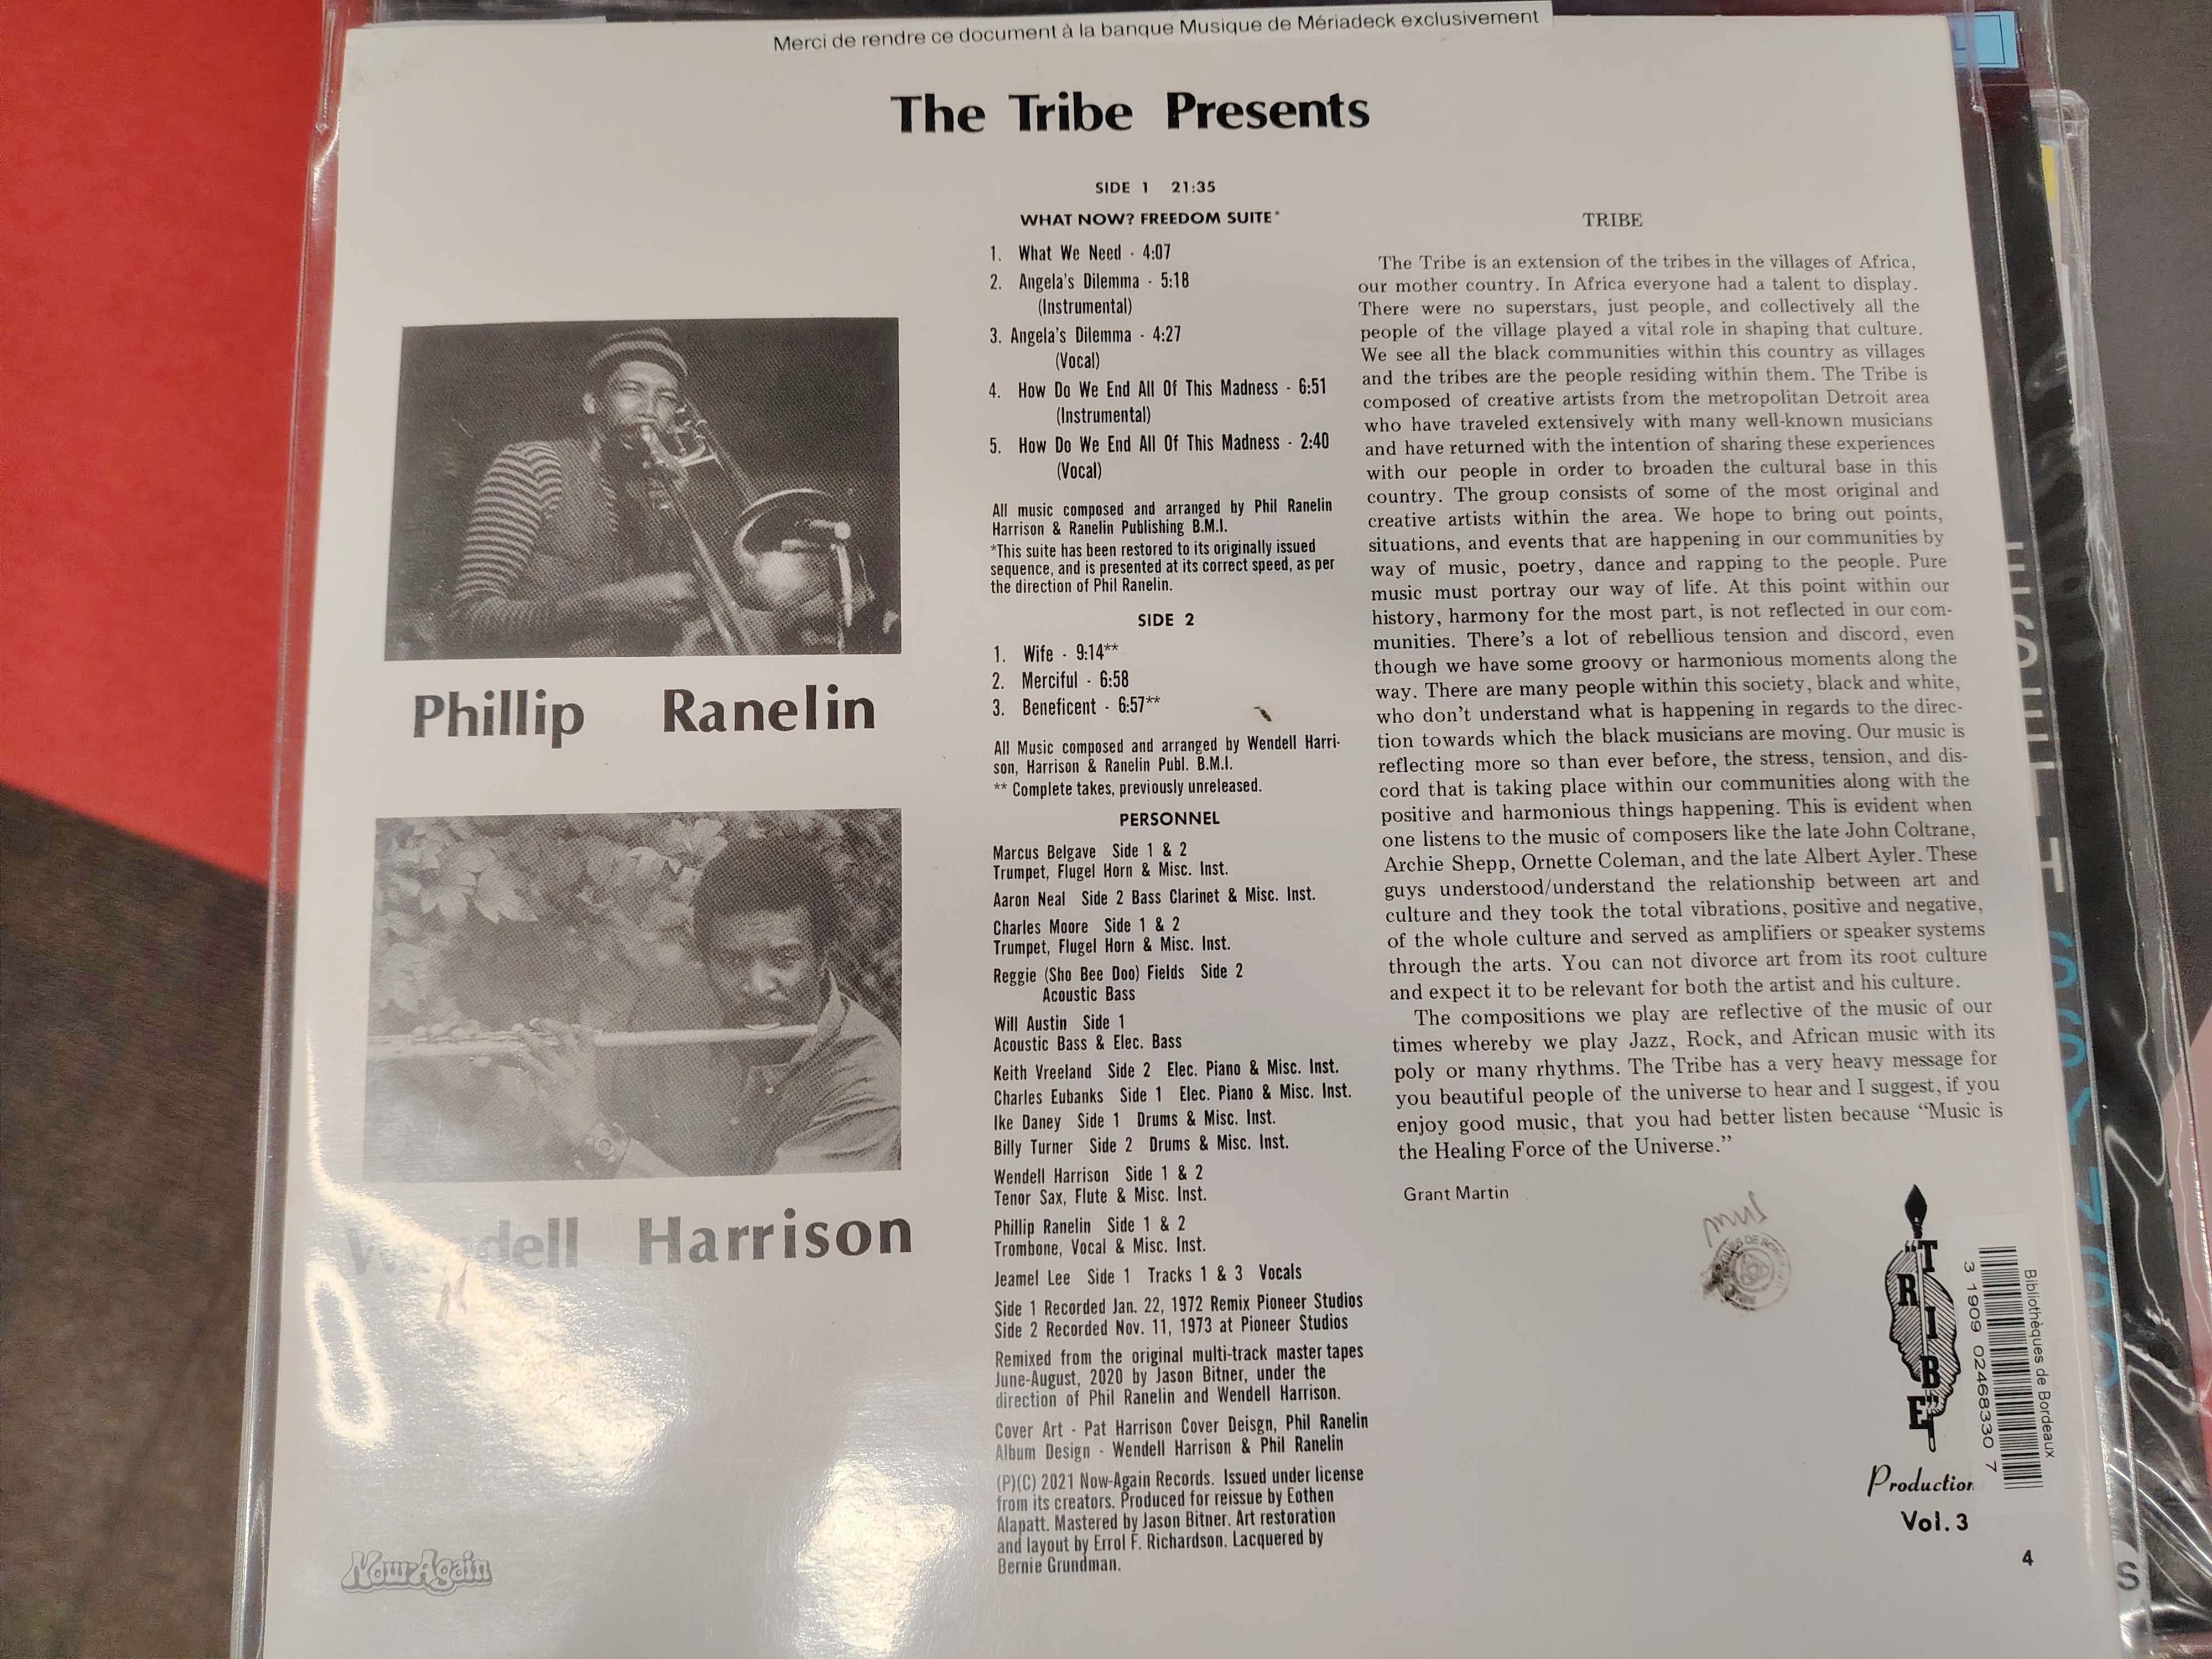 Merci de rendre ce document à la banque Musique de Mériadeck exclusivement
The Tribe Presents
Phillip Ranelin
Wendell Harrison
Now-Again
SIDE 1 21:35
WHAT NOW? FREEDOM SUITE*
1. What We Need - 4:07
2. Angela's Dilemma - 5:18
(Instrumental)
3. Angela's Dilemma - 4:27
(Vocal)
4. How Do We End All Of This Madness - 6:51
(Instrumental)
5. How Do We End All Of This Madness - 2:40
(Vocal)
All music composed and arranged by Phil Ranelin
Harrison & Ranelin Publishing B.M.I.
*This suite has been restored to its originally issued
sequence, and is presented at its correct speed, as per
the direction of Phil Ranelin.
SIDE 2
1. Wife - 9:14**
2. Merciful - 6:58
3. Beneficent - 6:57**
All Music composed and arranged by Wendell Harri-
son, Harrison & Ranelin Publ. B.M.I.
** Complete takes, previously unreleased.
PERSONNEL
Marcus Belgave Side 1 & 2
Trumpet, Flugel Horn & Misc. Inst.
Aaron Neal Side 2 Bass Clarinet & Misc. Inst.
Charles Moore Side 1 & 2
Trumpet, Flugel Horn & Misc. Inst.
Reggie (Sho Bee Doo) Fields Side 2
Acoustic Bass
Will Austin Side 1
Acoustic Bass & Elec. Bass
Keith Vreeland Side 2 Elec. Piano & Misc. Inst.
Charles Eubanks Side 1 Elec. Piano & Misc. Inst.
Ike Daney Side 1 Drums & Misc. Inst.
Billy Turner Side 2 Drums & Misc. Inst.
Wendell Harrison Side 1 & 2
Tenor Sax, Flute & Misc. Inst.
Phillip Ranelin Side 1 & 2
Trombone, Vocal & Misc. Inst.
Jeamel Lee Side 1 Tracks 1 & 3 Vocals
Side 1 Recorded Jan. 22, 1972 Remix Pioneer Studios
Side 2 Recorded Nov. 11, 1973 at Pioneer Studios
Remixed from the original multi-track master tapes
June-August, 2020 by Jason Bitner, under the
direction of Phil Ranelin and Wendell Harrison.
Cover Art - Pat Harrison Cover Deisgn, Phil Ranelin
Album Design - Wendell Harrison & Phil Ranelin
(P)(C) 2021 Now-Again Records. Issued under license
from its creators. Produced for reissue by Eothen
Alapatt. Mastered by Jason Bitner. Art restoration
and layout by Errol F. Richardson. Lacquered by
Bernie Grundman.
TRIBE
The Tribe is an extension of the tribes in the villages of Africa,
our mother country. In Africa everyone had a talent to display.
There were no superstars, just people, and collectively all the
people of the village played a vital role in shaping that culture.
We see all the black communities within this country as villages
and the tribes are the people residing within them. The Tribe is
composed of creative artists from the metropolitan Detroit area
who have traveled extensively with many well-known musicians
and have returned with the intention of sharing these experiences
with our people in order to broaden the cultural base in this
country. The group consists of some of the most original and
creative artists within the area. We hope to bring out points,
situations, and events that are happening in our communities by
way of music, poetry, dance and rapping to the people. Pure
music must portray our way of life. At this point within our
history, harmony for the most part, is not reflected in our com-
munities. There's a lot of rebellious tension and discord, even
though we have some groovy or harmonious moments along the
way. There are many people within this society, black and white,
who don't understand what is happening in regards to the direc-
tion towards which the black musicians are moving. Our music is
reflecting more so than ever before, the stress, tension, and dis-
cord that is taking place within our communities along with the
positive and harmonious things happening. This is evident when
one listens to the music of composers like the late John Coltrane,
Archie Shepp, Ornette Coleman, and the late Albert Ayler. These
guys understood/understand the relationship between art and
culture and they took the total vibrations, positive and negative,
of the whole culture and served as amplifiers or speaker systems
through the arts. You can not divorce art from its root culture
and expect it to be relevant for both the artist and his culture.
The compositions we play are reflective of the music of our
times whereby we play Jazz, Rock, and African music with its
poly or many rhythms. The Tribe has a very heavy message for
you beautiful people of the universe to hear and I suggest, if you
enjoy good music, that you had better listen because “Music is
the Healing Force of the Universe.”
Grant Martin
"TRIBE"
Production
Vol. 3
4
3 1909 02468330 7
Bibliothèques de Bordeaux